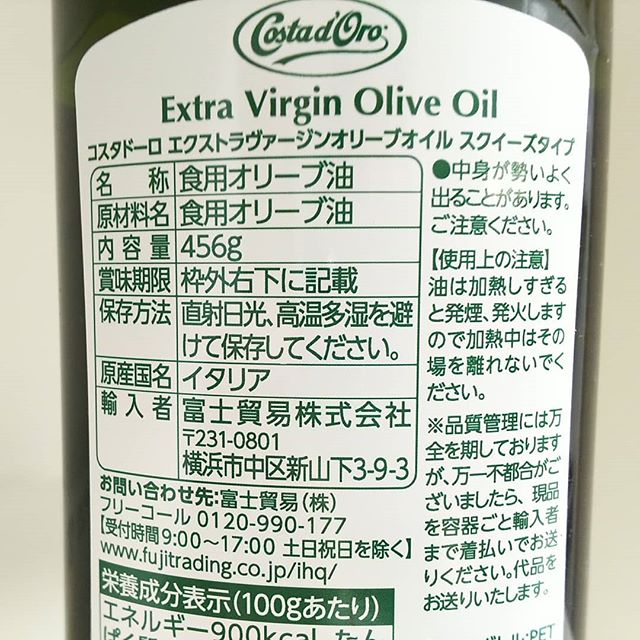 Costa d'Oro
Extra Virgin Olive Oil
コスタドーロ エクストラヴァージンオリーブオイル スクイーズタイプ
名 称 食用オリーブ油
原材料名 食用オリーブ油
内容量 456g
賞味期限 枠外右下に記載
保存方法 直射日光、高温多湿を避
けて保存してください。
原産国名 イタリア
輸入者 富士貿易株式会社
〒231-0801
横浜市中区新山下3-9-3
お問い合わせ先:富士貿易(株)
フリーコール 0120-990-177
【受付時間9:00〜17:00 土日祝日を除く】
www.fujitrading.co.jp/ihq/
栄養成分表示(100gあたり)
エネルギー900kcal、たん
●中身が勢いよく
出ることがあります。
ご注意ください。
【使用上の注意】
油は加熱しすぎる
と発煙、発火します
ので加熱中はその
場を離れないでく
ださい。
※品質管理には万
全を期しております
が、万一不都合がご
ざいましたら、現品
を容器ごと輸入者
まで着払いでお送
りください。代品を
お送りいたします。